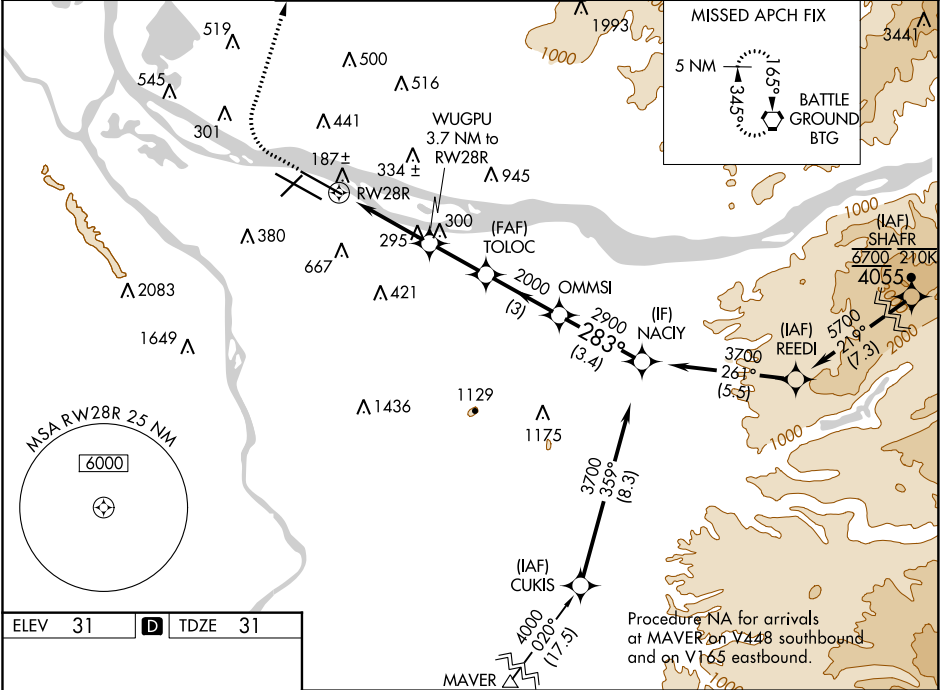 MISSED APCH FIX
5 NM
165°
345°
BATTLE
GROUND
BTG
1993
3441
1000
519
500
545
516
301
441
WUGPU
3.7 NM to
RW28R
187±
334 ±
945
RW28R
1000
(IAF)
SHAFR
6700 210K
4055
380
295
300
(FAF)
TOLOC
667
2000
(3)
OMMSI
2083
421
2900
283°
(3.4)
(IF)
NACIY
(IAF)
REEDI
5700
219°
(7.3)
2000
1649
3700
261°
(5.5)
1436
1129
1175
1000
MSA RW28R 25 NM
6000
3700
359°
(8.3)
(IAF)
CUKIS
4000
020°
(17.5)
MAVER
Procedure NA for arrivals
at MAVER on V448 southbound
and on V165 eastbound.
1000
ELEV 31 D TDZE 31